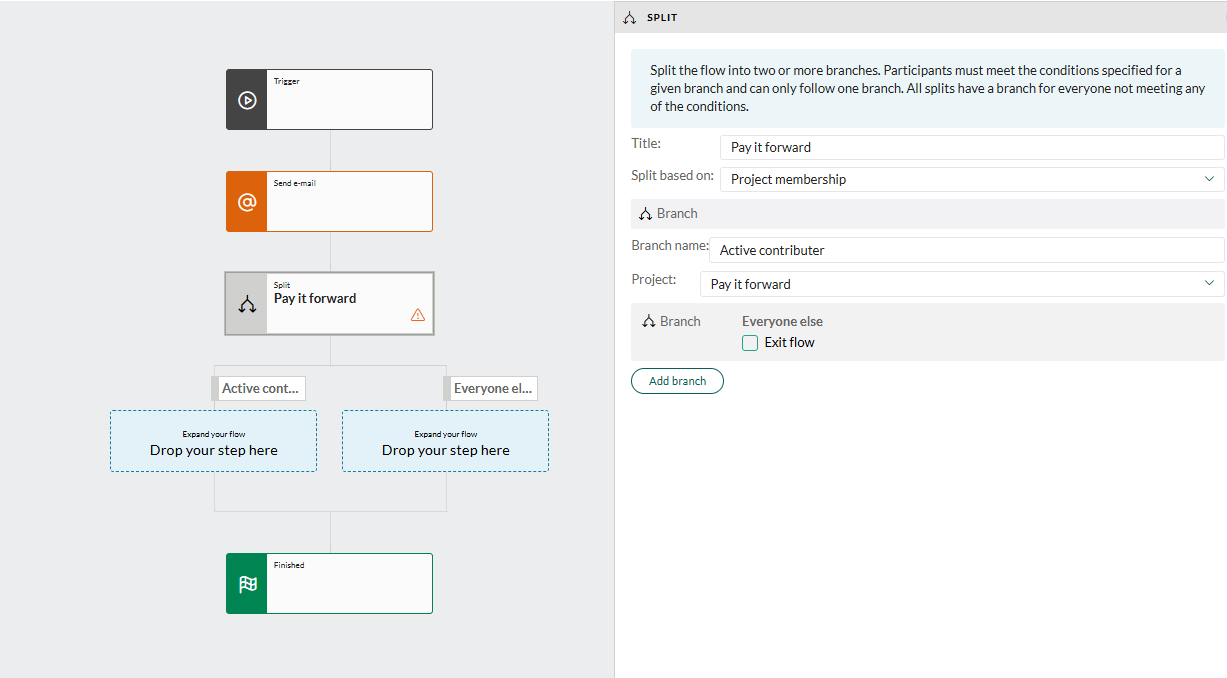 Trigger
Send e-mail
Split
Pay it forward
Active cont...
Everyone el...
Expand your flow
Drop your step here
Expand your flow
Drop your step here
Finished
SPLIT
Split the flow into two or more branches. Participants must meet the conditions specified for a
given branch and can only follow one branch. All splits have a branch for everyone not meeting any
of the conditions.
Title: Pay it forward
Split based on: Project membership
Branch
Branch name: Active contributer
Project: Pay it forward
Branch Everyone else
Exit flow
Add branch